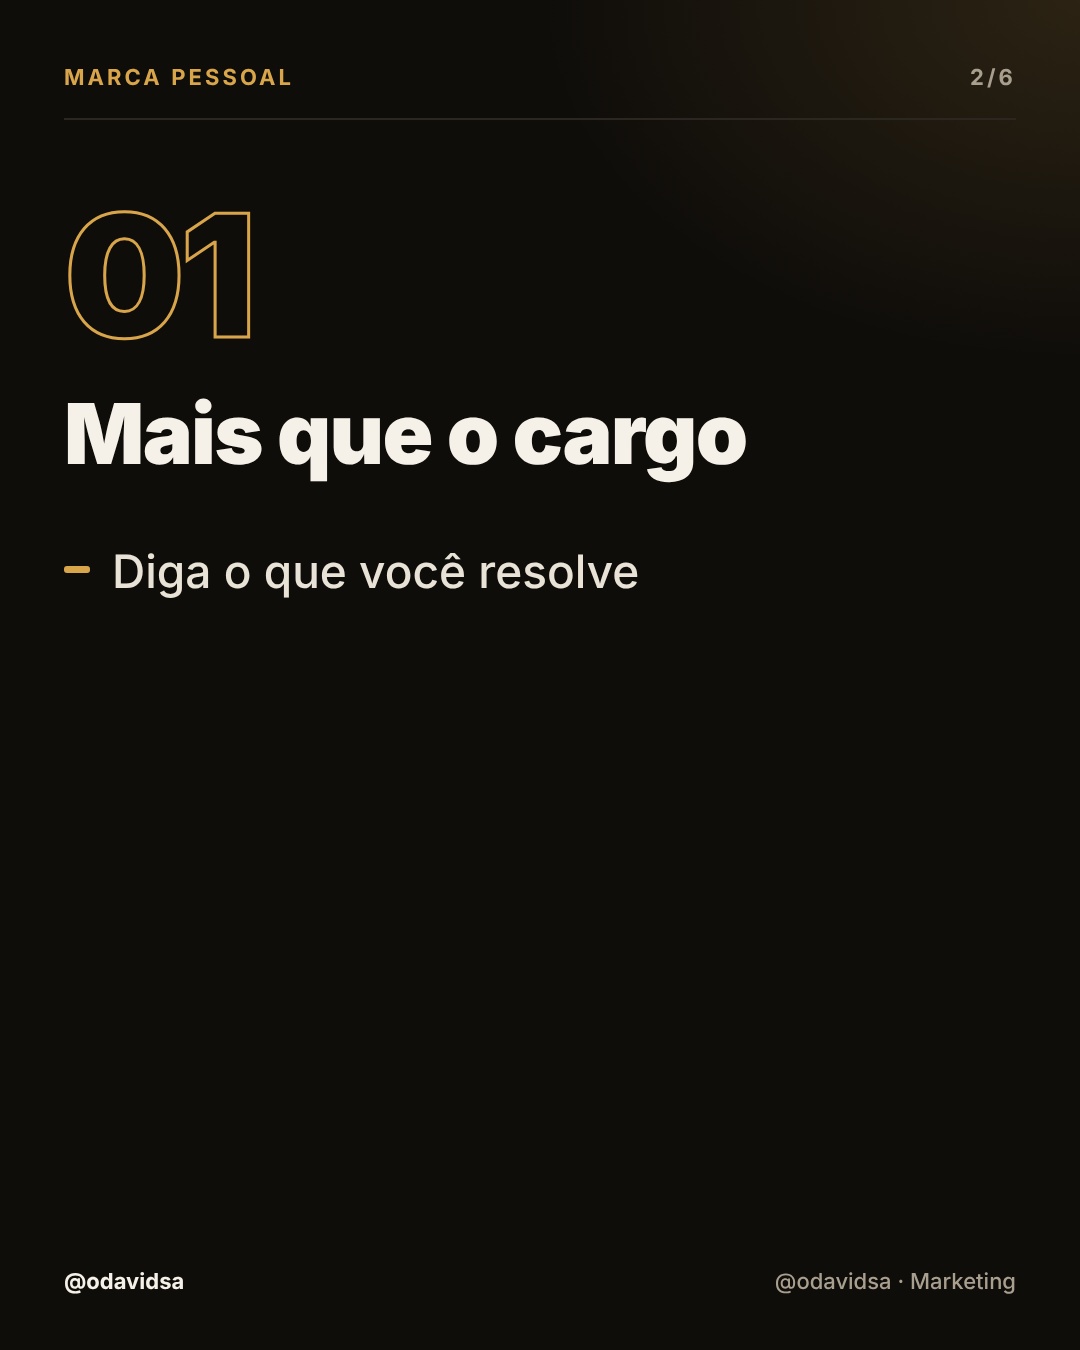 MARCA PESSOAL
2/6
01
Mais que o cargo
Diga o que você resolve
@odavidsa
@odavidsa · Marketing